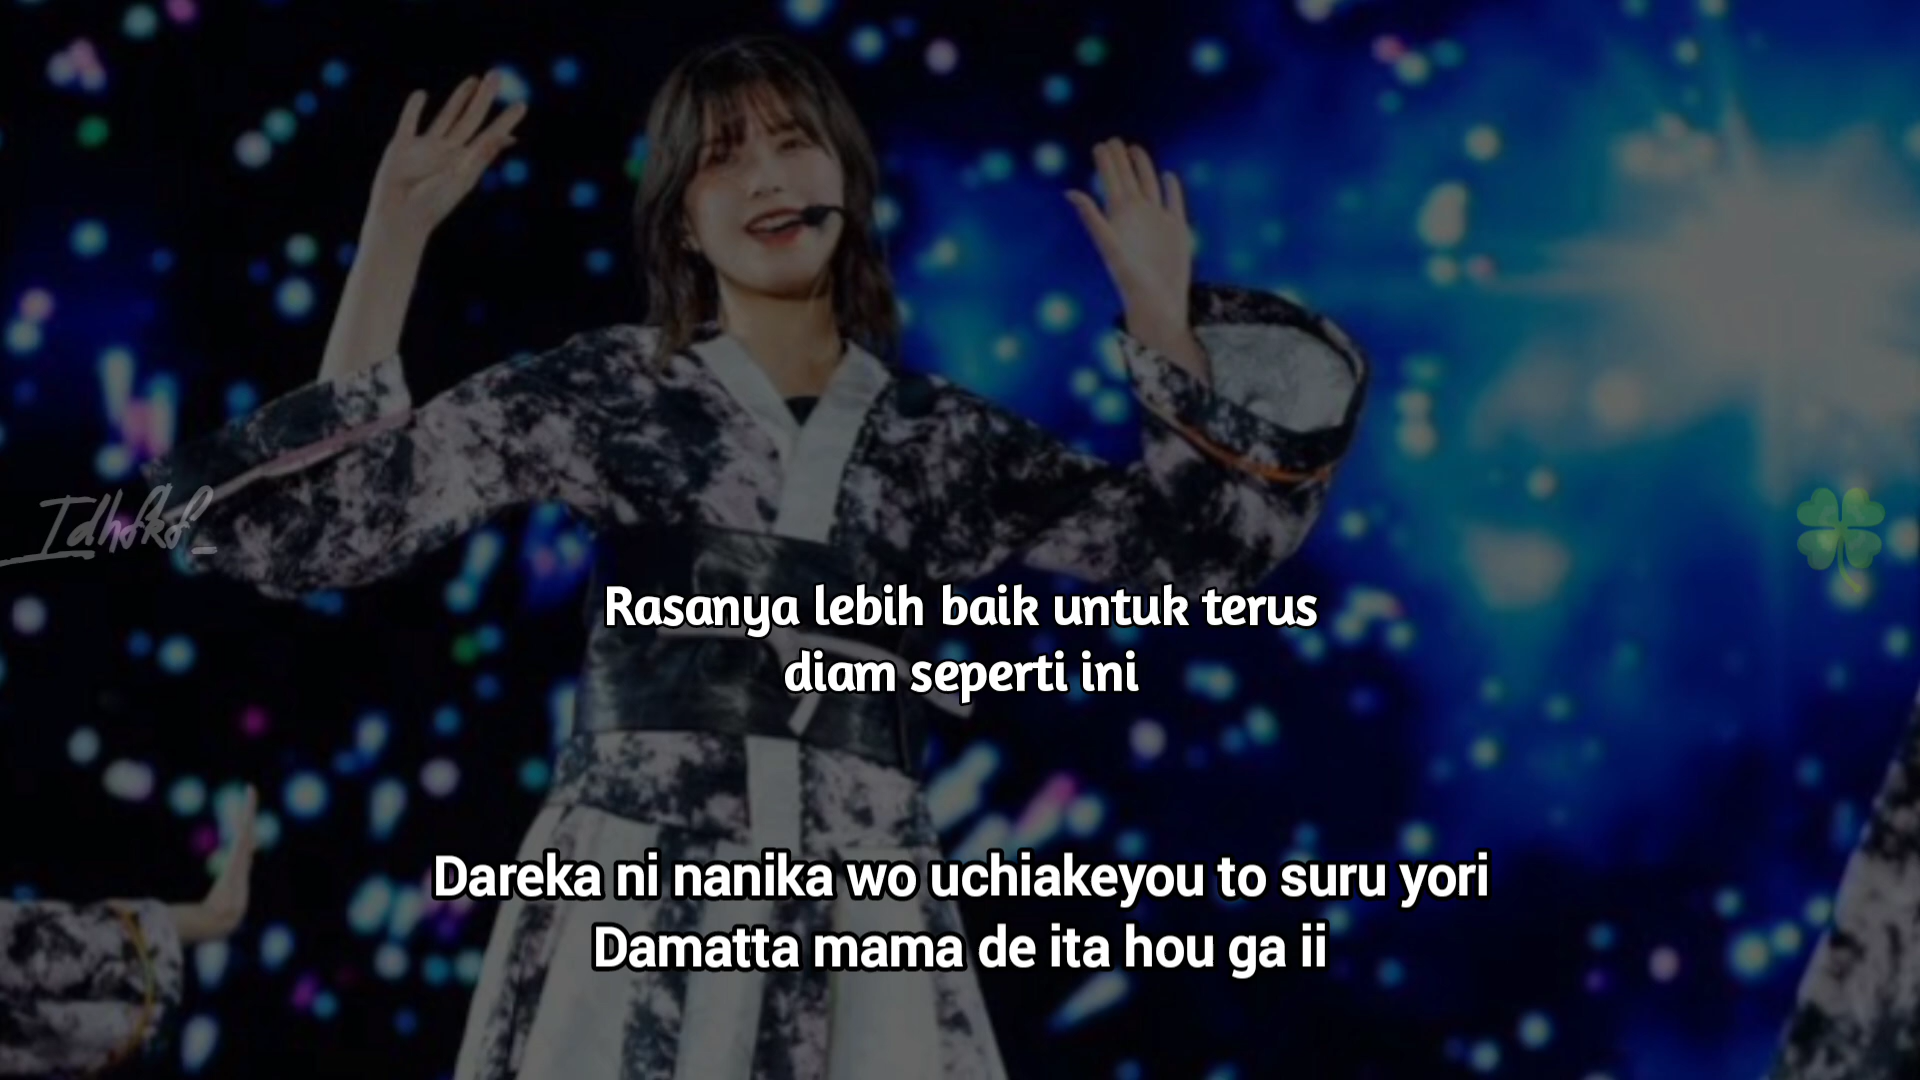 Rasanya lebih baik untuk terus
diam seperti ini
Dareka ni nanika wo uchiakeyou to suru yori
Damatta mama de ita hou ga ii